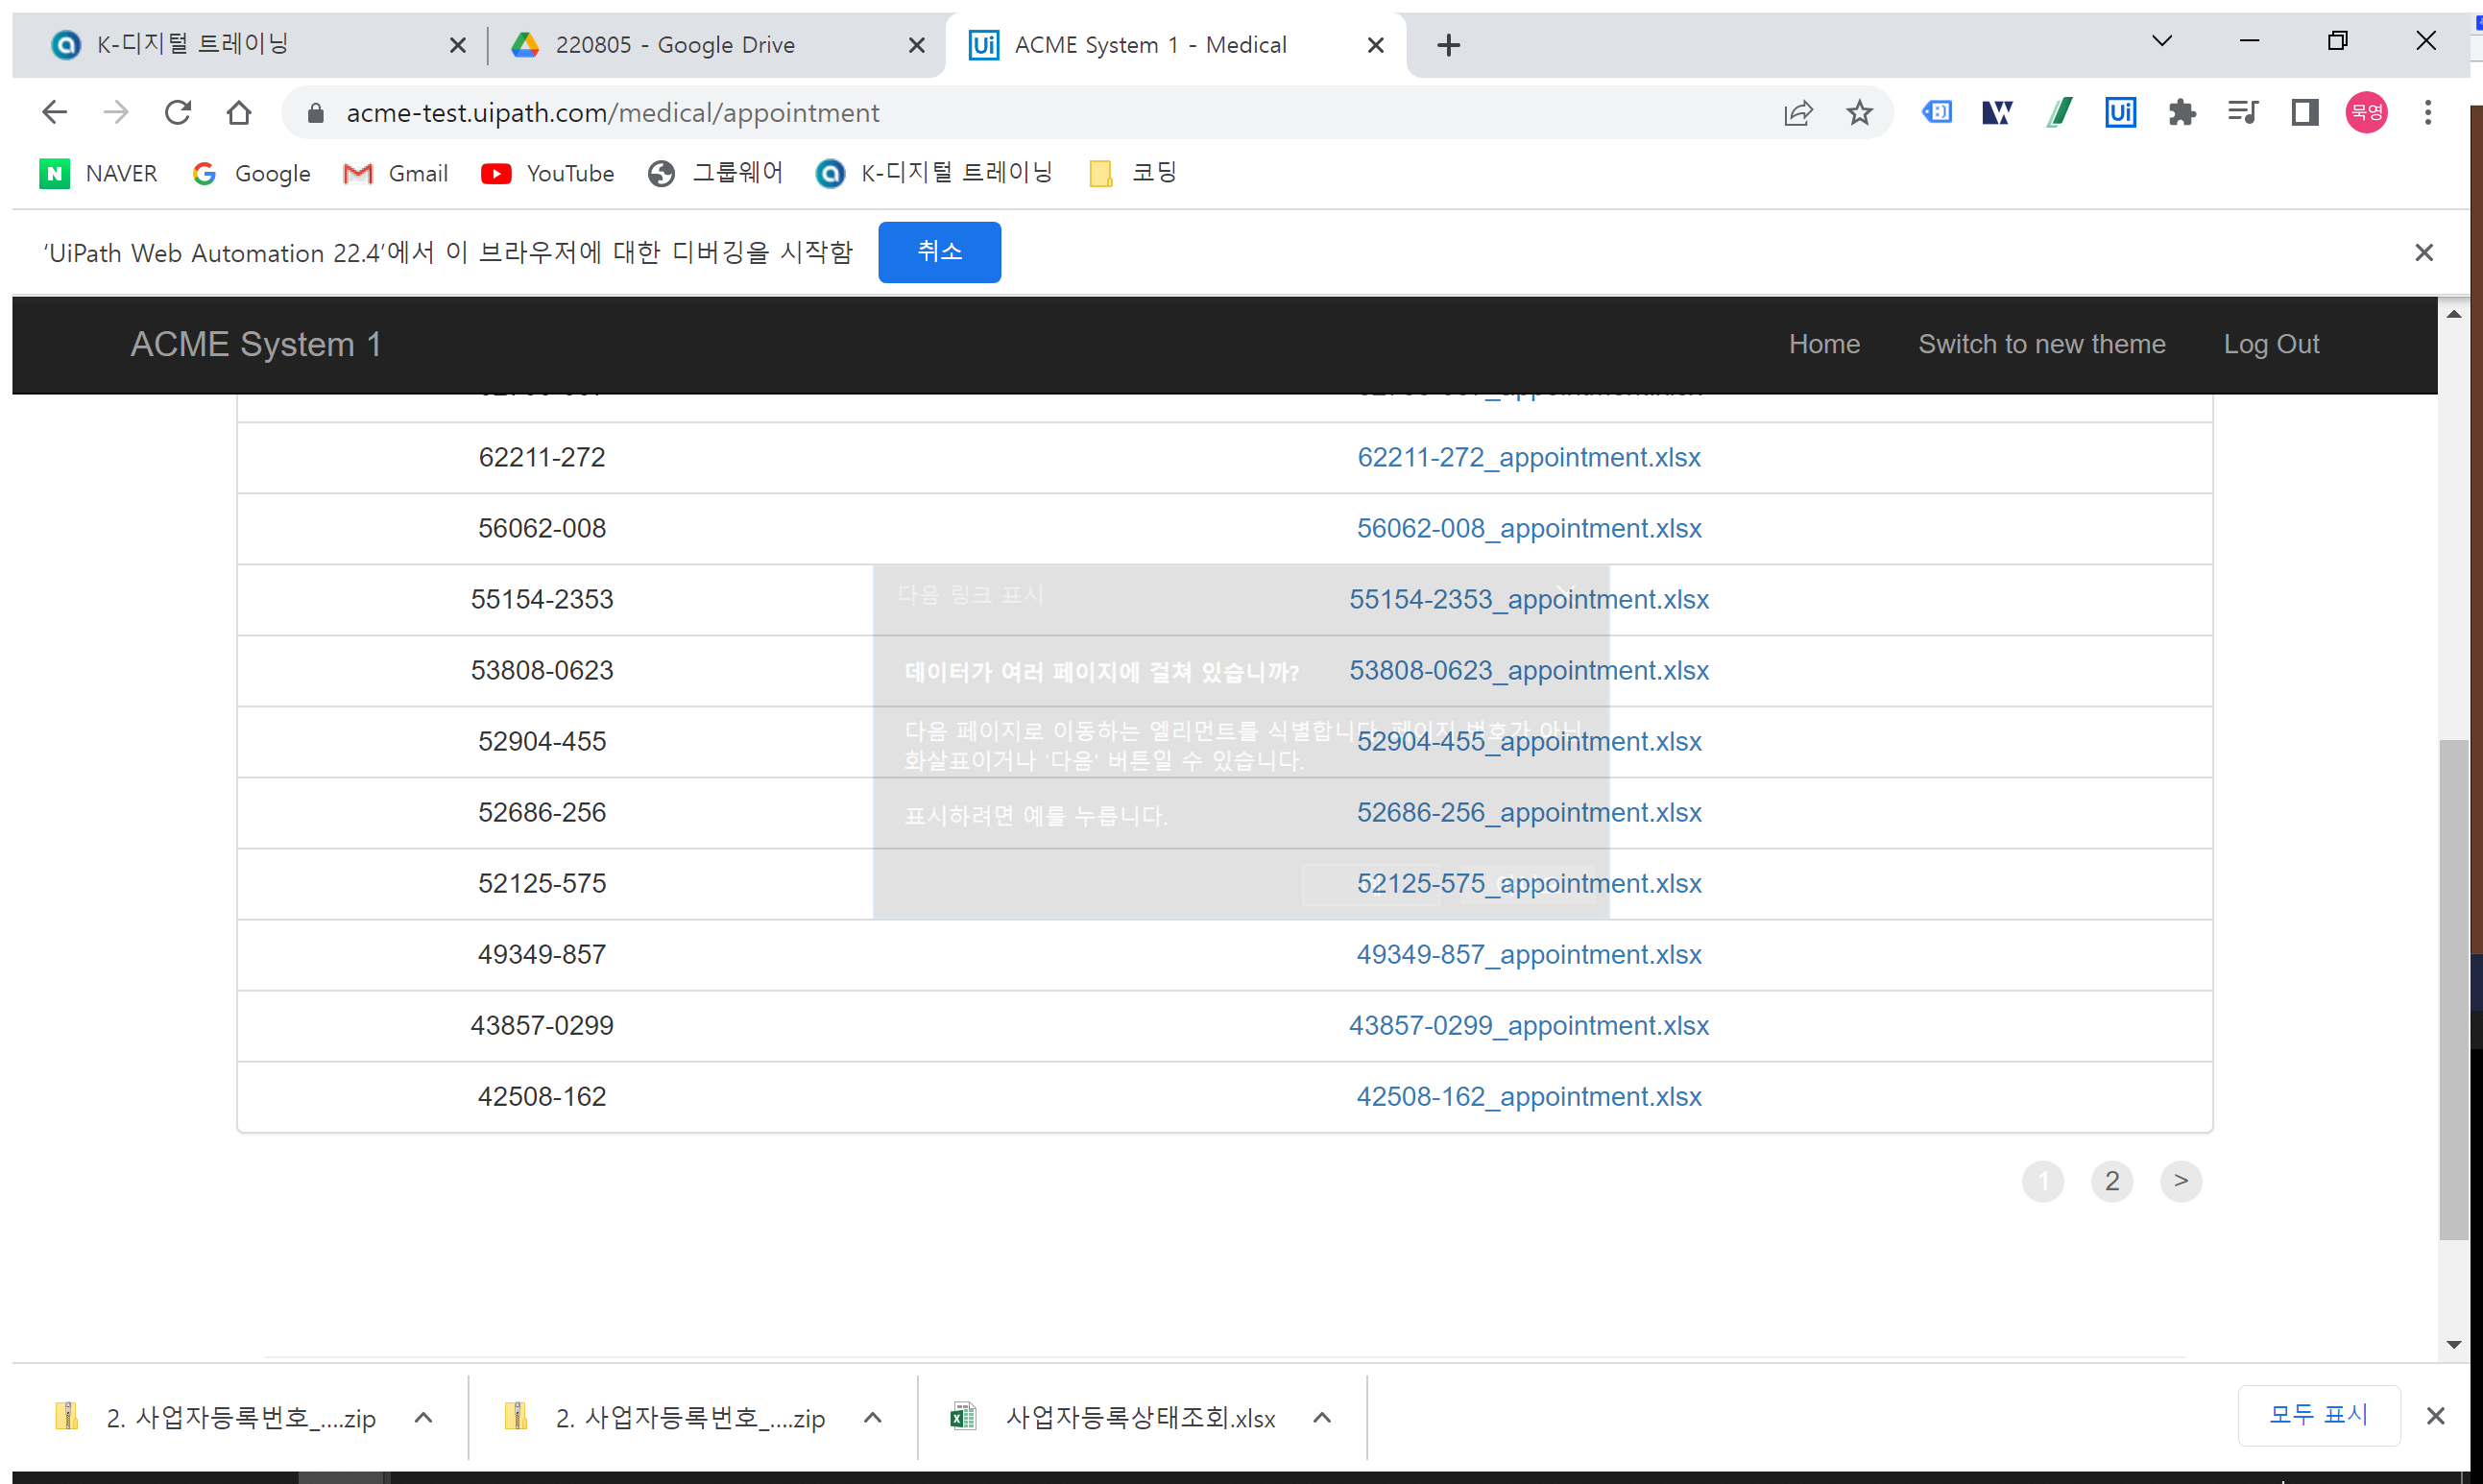 K-디지털 트레이닝
220805 - Google Drive
Ui ACME System 1 - Medical
acme-test.uipath.com/medical/appointment
Ui
묵영
N NAVER
Google
Gmail
YouTube
그룹웨어
K-디지털 트레이닝
코딩
'UiPath Web Automation 22.4'에서 이 브라우저에 대한 디버깅을 시작함
취소
ACME System 1
Home
Switch to new theme
Log Out
62211-272 62211-272_appointment.xlsx
56062-008 56062-008_appointment.xlsx
55154-2353 55154-2353_appointment.xlsx
53808-0623 53808-0623_appointment.xlsx
52904-455 52904-455_appointment.xlsx
52686-256 52686-256_appointment.xlsx
52125-575 52125-575_appointment.xlsx
49349-857 49349-857_appointment.xlsx
43857-0299 43857-0299_appointment.xlsx
42508-162 42508-162_appointment.xlsx
다음 링크 표시
데이터가 여러 페이지에 걸쳐 있습니까?
다음 페이지로 이동하는 엘리먼트를 식별합니다. 페이지 번호가 아닌
화살표이거나 '다음' 버튼일 수 있습니다.
표시하려면 예를 누릅니다.
1 2 >
2. 사업자등록번호_....zip
2. 사업자등록번호_....zip
사업자등록상태조회.xlsx
모두 표시